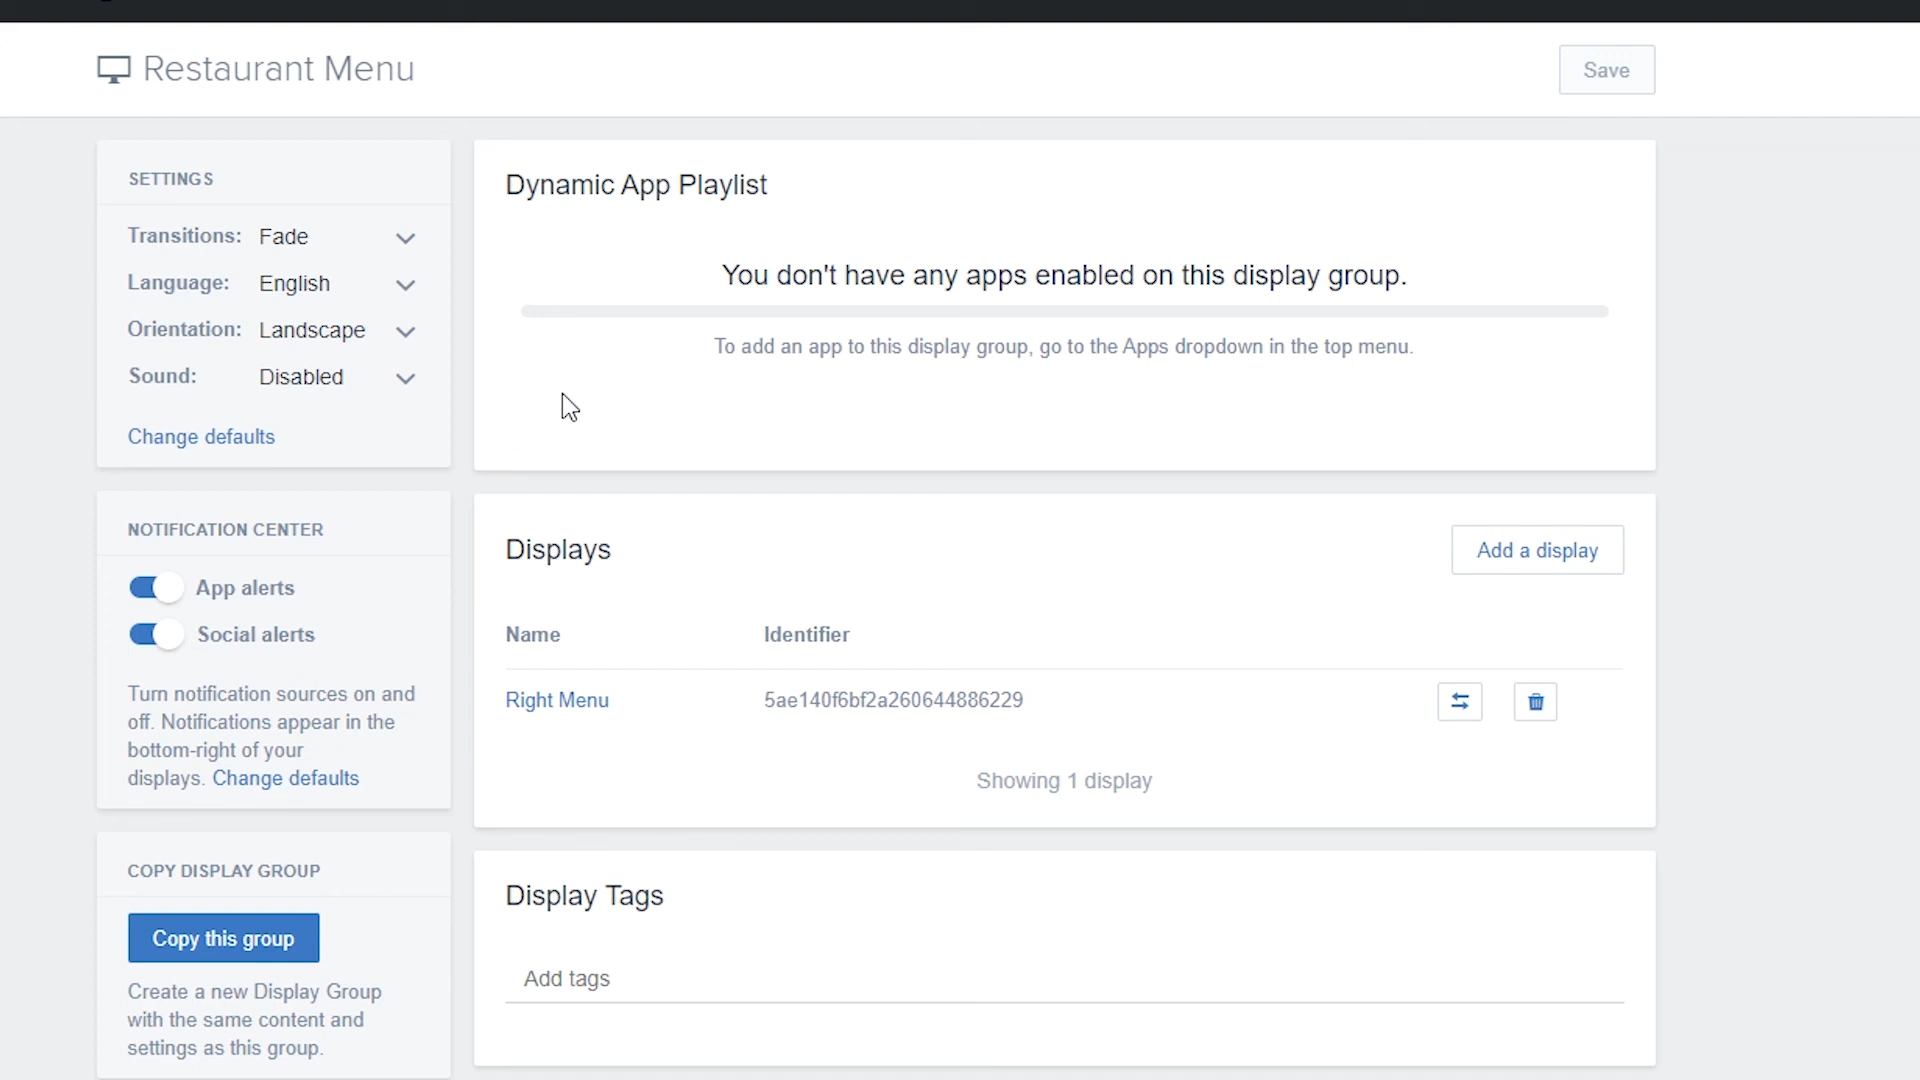 Restaurant Menu
Save
SETTINGS
Transitions: Fade
Language: English
Orientation: Landscape
Sound: Disabled
Change defaults
NOTIFICATION CENTER
App alerts
Social alerts
Turn notification sources on and
off. Notifications appear in the
bottom-right of your
displays. Change defaults
COPY DISPLAY GROUP
Copy this group
Create a new Display Group
with the same content and
settings as this group.
Dynamic App Playlist
You don't have any apps enabled on this display group.
To add an app to this display group, go to the Apps dropdown in the top menu.
Displays
Add a display
Name Identifier
Right Menu 5ae140f6bf2a260644886229
Showing 1 display
Display Tags
Add tags